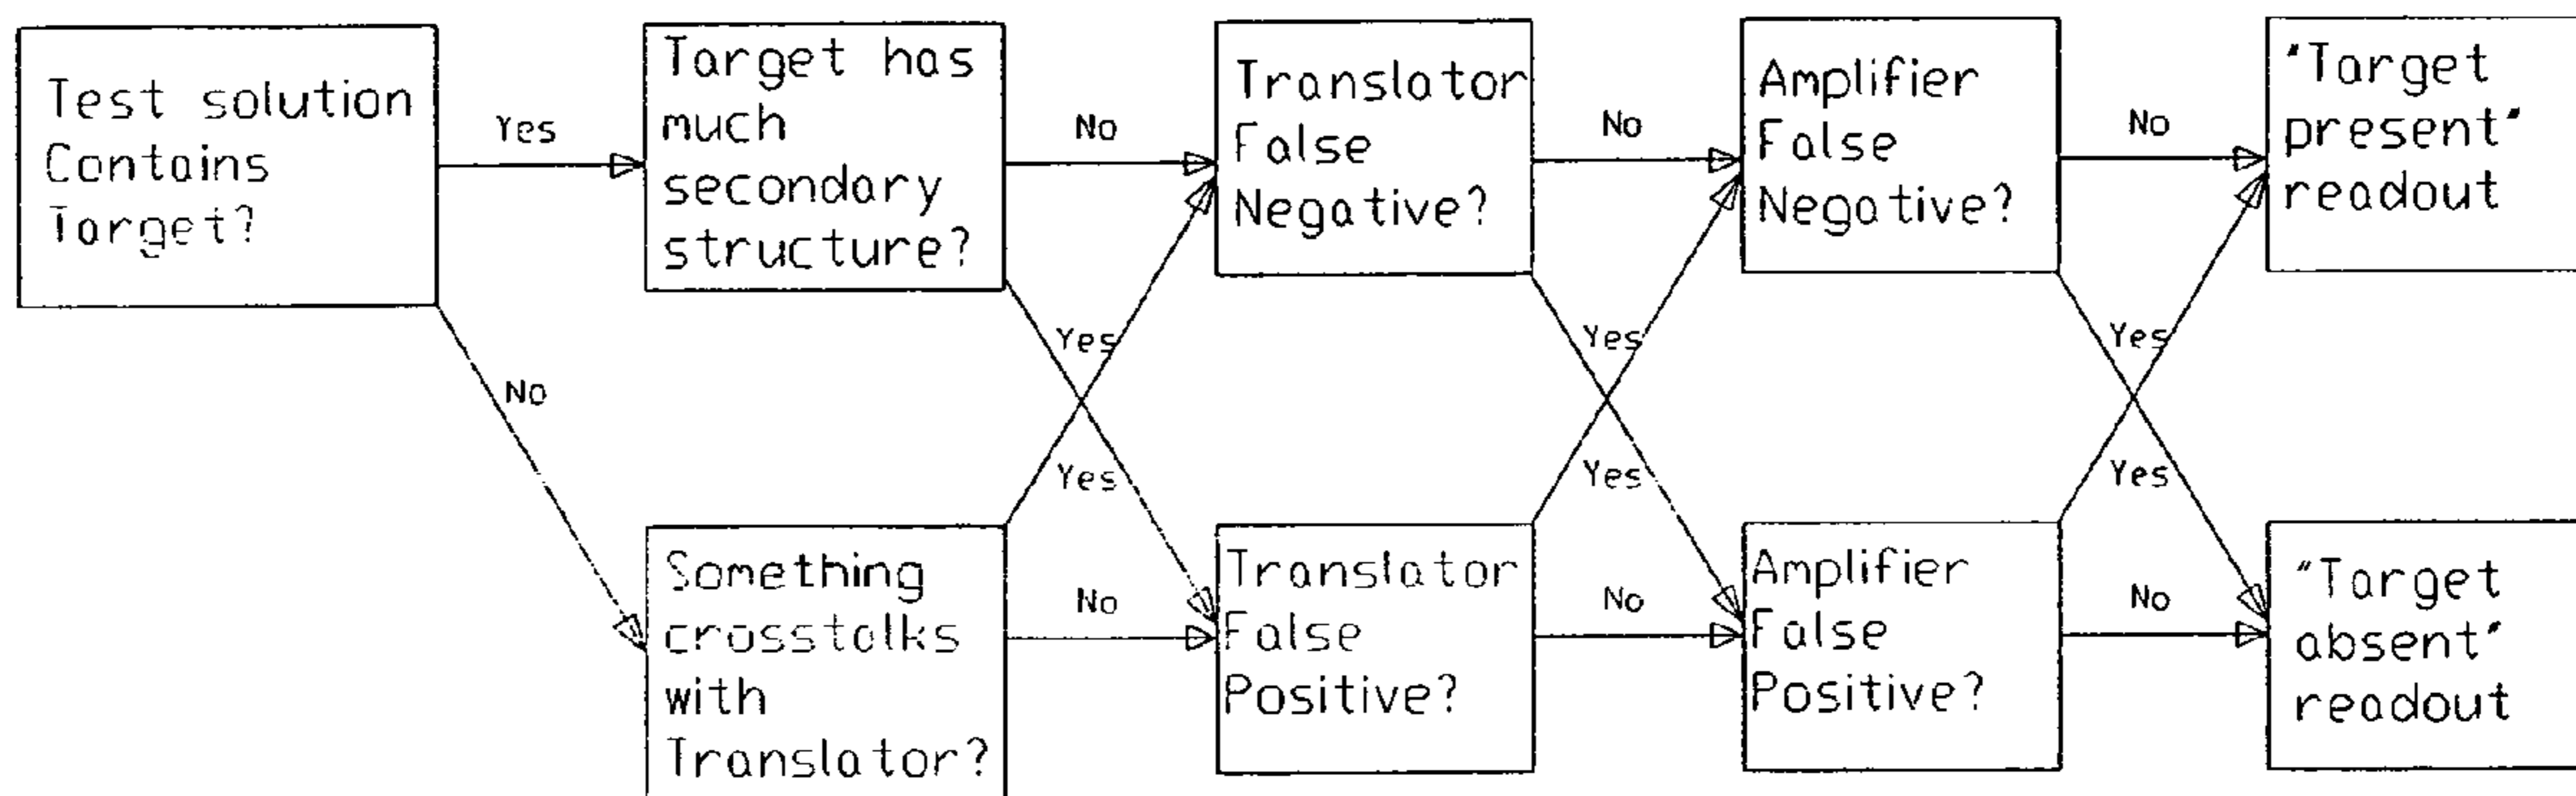 Test solution
Contains
Target?
Yes
No
Target has
much
secondary
structure?
No
Yes
Something
crosstalks
with
Translator?
Yes
No
Translator
False
Negative?
No
Yes
Translator
False
Positive?
Yes
No
Amplifier
False
Negative?
No
Yes
Amplifier
False
Positive?
Yes
No
"Target
present"
readout
"Target
absent"
readout